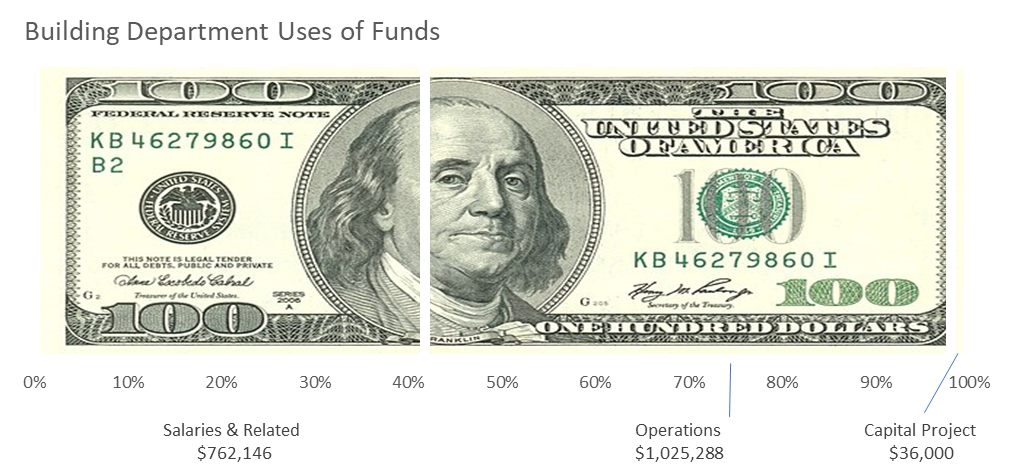 Building Department Uses of Funds
100 100
FEDERAL RESERVE NOTE
THE
UNITED STATES
OF AMERICA
KB 46279860 I
B2
100
THIS NOTE IS LEGAL TENDER
FOR ALL DEBTS, PUBLIC AND PRIVATE
KB 46279860 I
Treasurer of the United States.
SERIES
2006
A
Secretary of the Treasury.
100
100
FRANKLIN
ONE HUNDRED DOLLARS
0% 10% 20% 30% 40% 50% 60% 70% 80% 90% 100%
Salaries & Related
$762,146
Operations
$1,025,288
Capital Project
$36,000